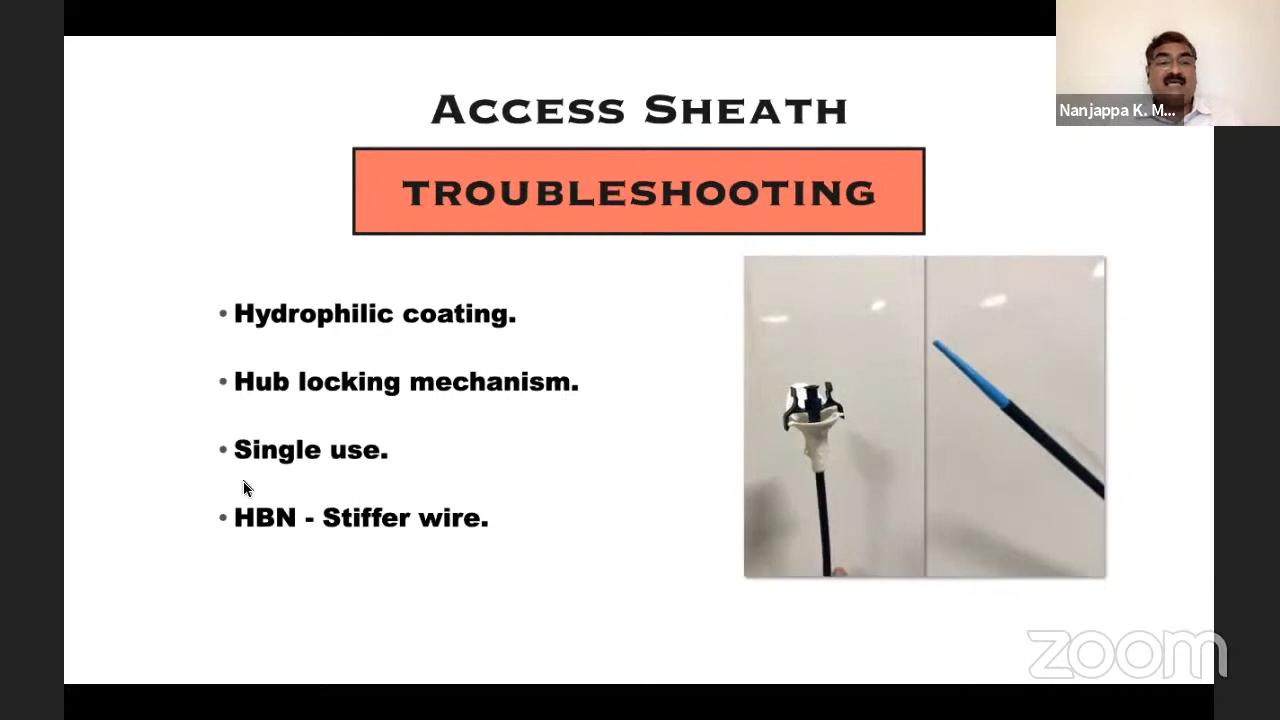 Access Sheath
TROUBLESHOOTING
• Hydrophilic coating.
• Hub locking mechanism.
• Single use.
• HBN - Stiffer wire.
Nanjappa K. M...
zoom